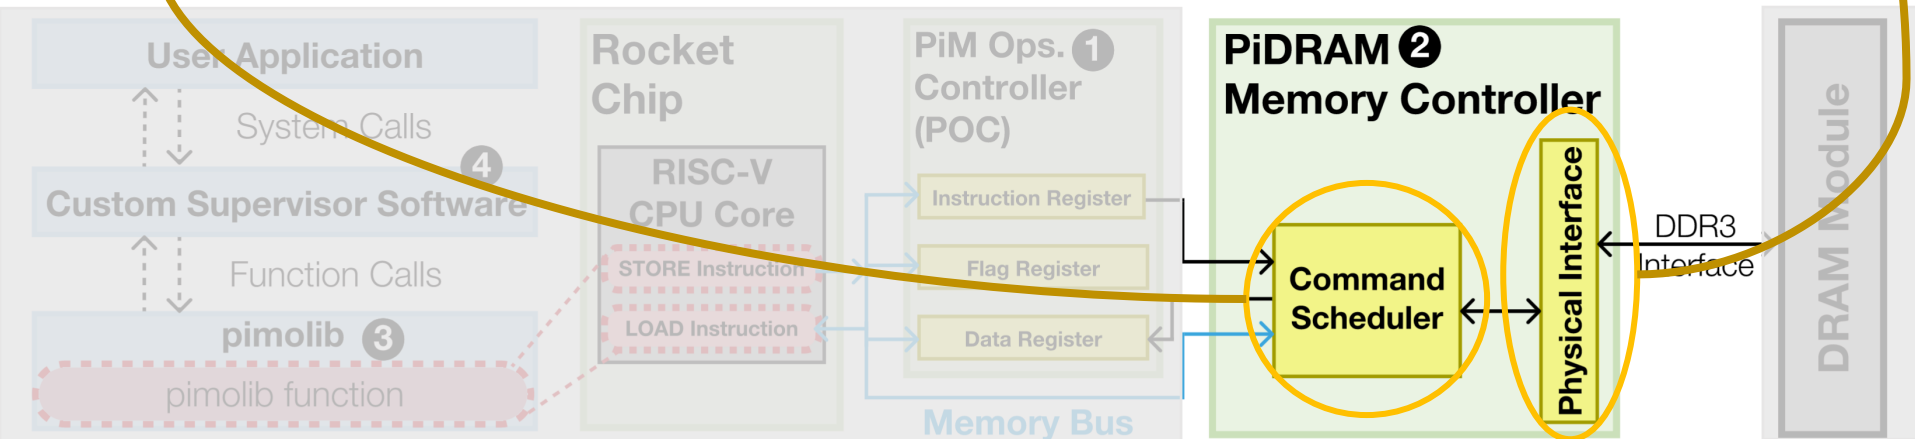 User Application
System Calls
4
Custom Supervisor Software
Function Calls
pimolib 3
pimolib function
Rocket
Chip
RISC-V
CPU Core
STORE Instruction
LOAD Instruction
PiM Ops. 1
Controller
(POC)
Instruction Register
Flag Register
Data Register
Memory Bus
PiDRAM 2
Memory Controller
Command
Scheduler
Physical Interface
DDR3
Interface
DRAM Module